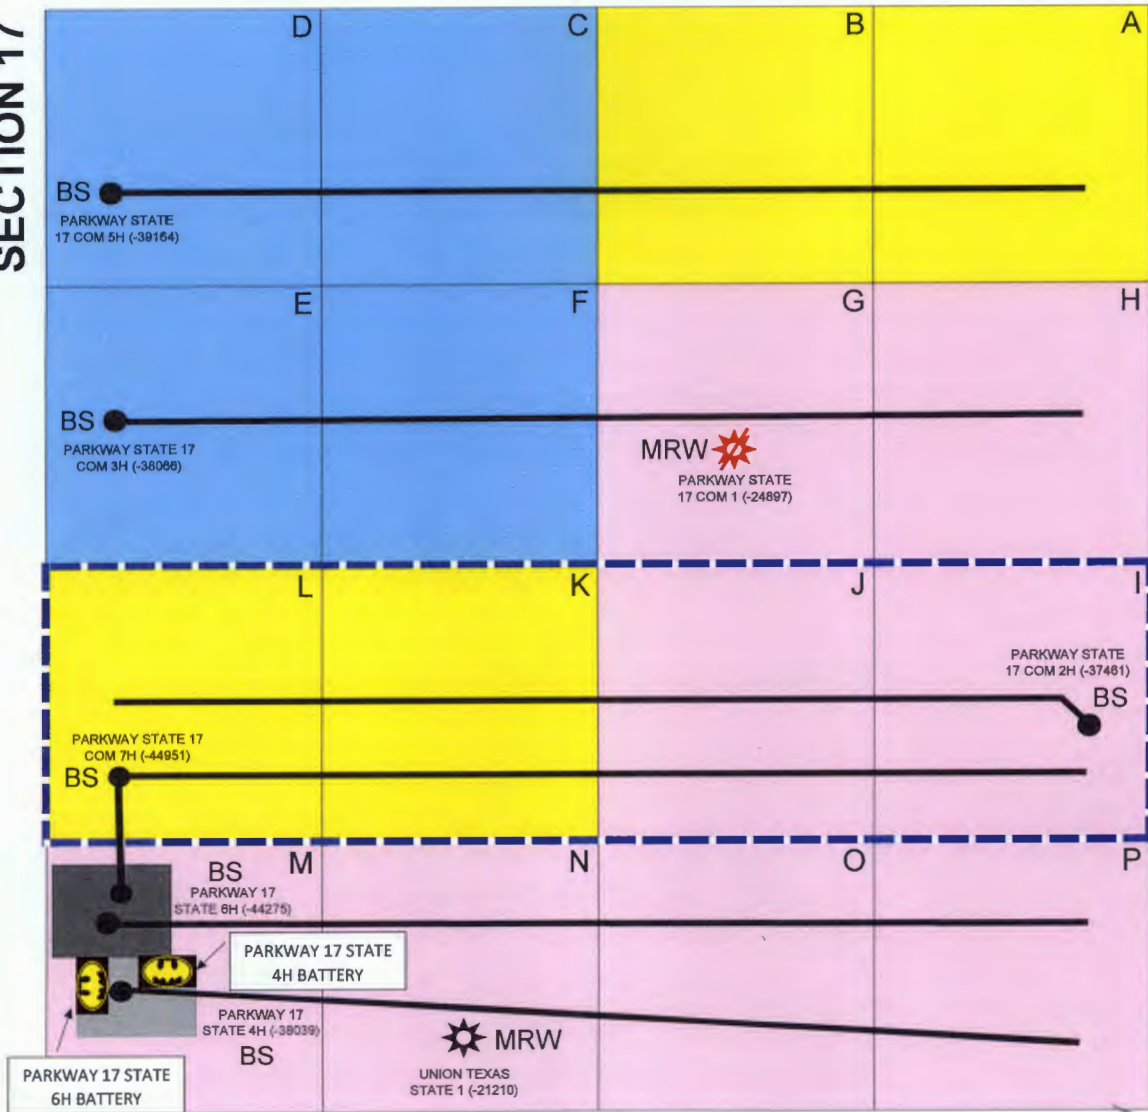 SECTION 17
D
C
B
A
BS
PARKWAY STATE
17 COM 5H (-39164)
E
F
G
H
BS
PARKWAY STATE 17
COM 3H (-38066)
MRW
PARKWAY STATE
17 COM 1 (-24897)
L
K
J
I
PARKWAY STATE
17 COM 2H (-37461)
BS
PARKWAY STATE 17
COM 7H (-44951)
BS
M
N
O
P
BS
PARKWAY 17
STATE 6H (-44275)
PARKWAY 17 STATE
4H BATTERY
PARKWAY 17
STATE 4H (-38039)
BS
MRW
UNION TEXAS
STATE 1 (-21210)
PARKWAY 17 STATE
6H BATTERY